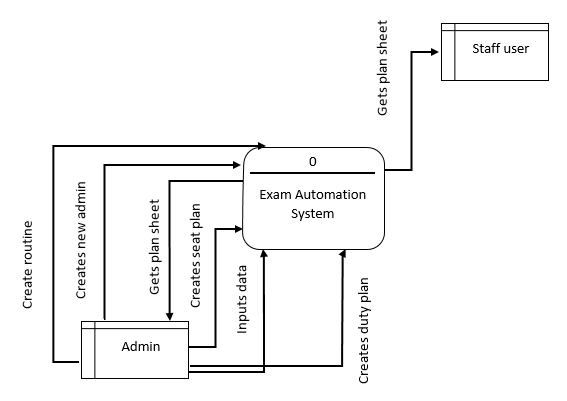 Gets plan sheet
Staff user
0
Exam Automation
System
Create routine
Creates new admin
Gets plan sheet
Creates seat plan
Inputs data
Creates duty plan
Admin